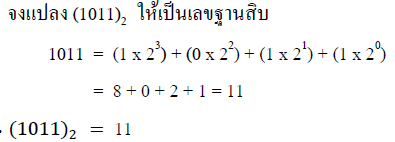 จงแปลง (1011)₂ ให้เป็นเลขฐานสิบ
1011 = (1 x 2³) + (0 x 2²) + (1 x 2¹) + (1 x 2⁰)
= 8 + 0 + 2 + 1 = 11
(1011)₂ = 11